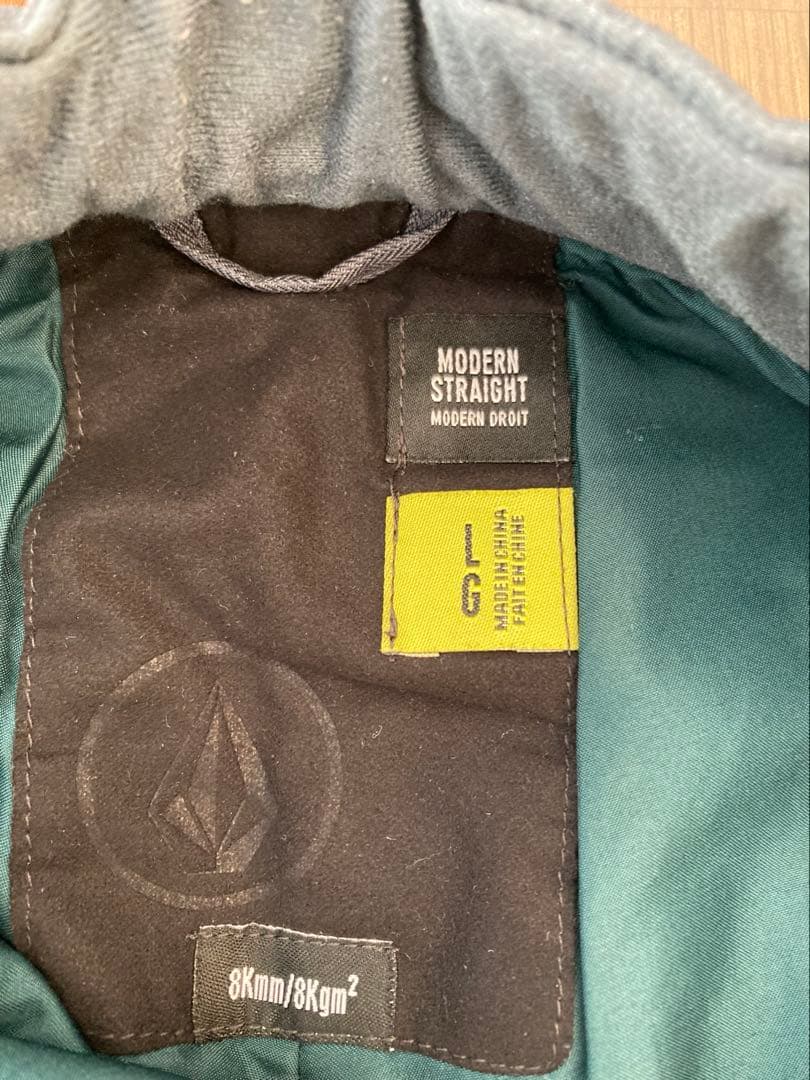 MODERN
STRAIGHT
MODERN DROIT
MADE IN CHINA
FAIT EN CHINE
8Kmm/8Kgm²